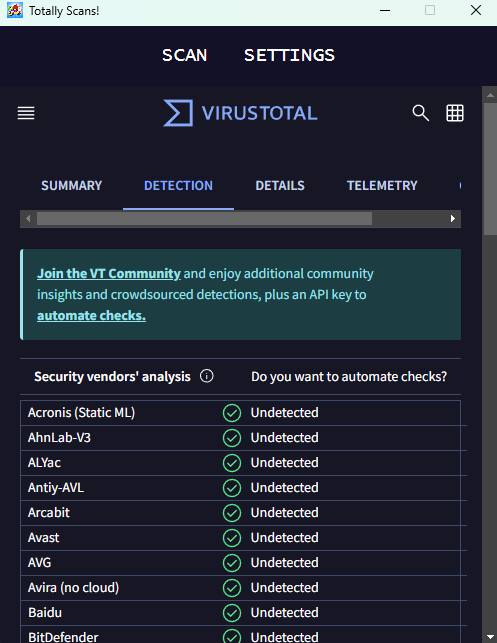 Totally Scans!
SCAN SETTINGS
VIRUSTOTAL
SUMMARY DETECTION DETAILS TELEMETRY
Join the VT Community and enjoy additional community
insights and crowdsourced detections, plus an API key to
automate checks.
Security vendors' analysis Do you want to automate checks?
Acronis (Static ML) Undetected
AhnLab-V3 Undetected
ALYac Undetected
Antiy-AVL Undetected
Arcabit Undetected
Avast Undetected
AVG Undetected
Avira (no cloud) Undetected
Baidu Undetected
BitDefender Undetected